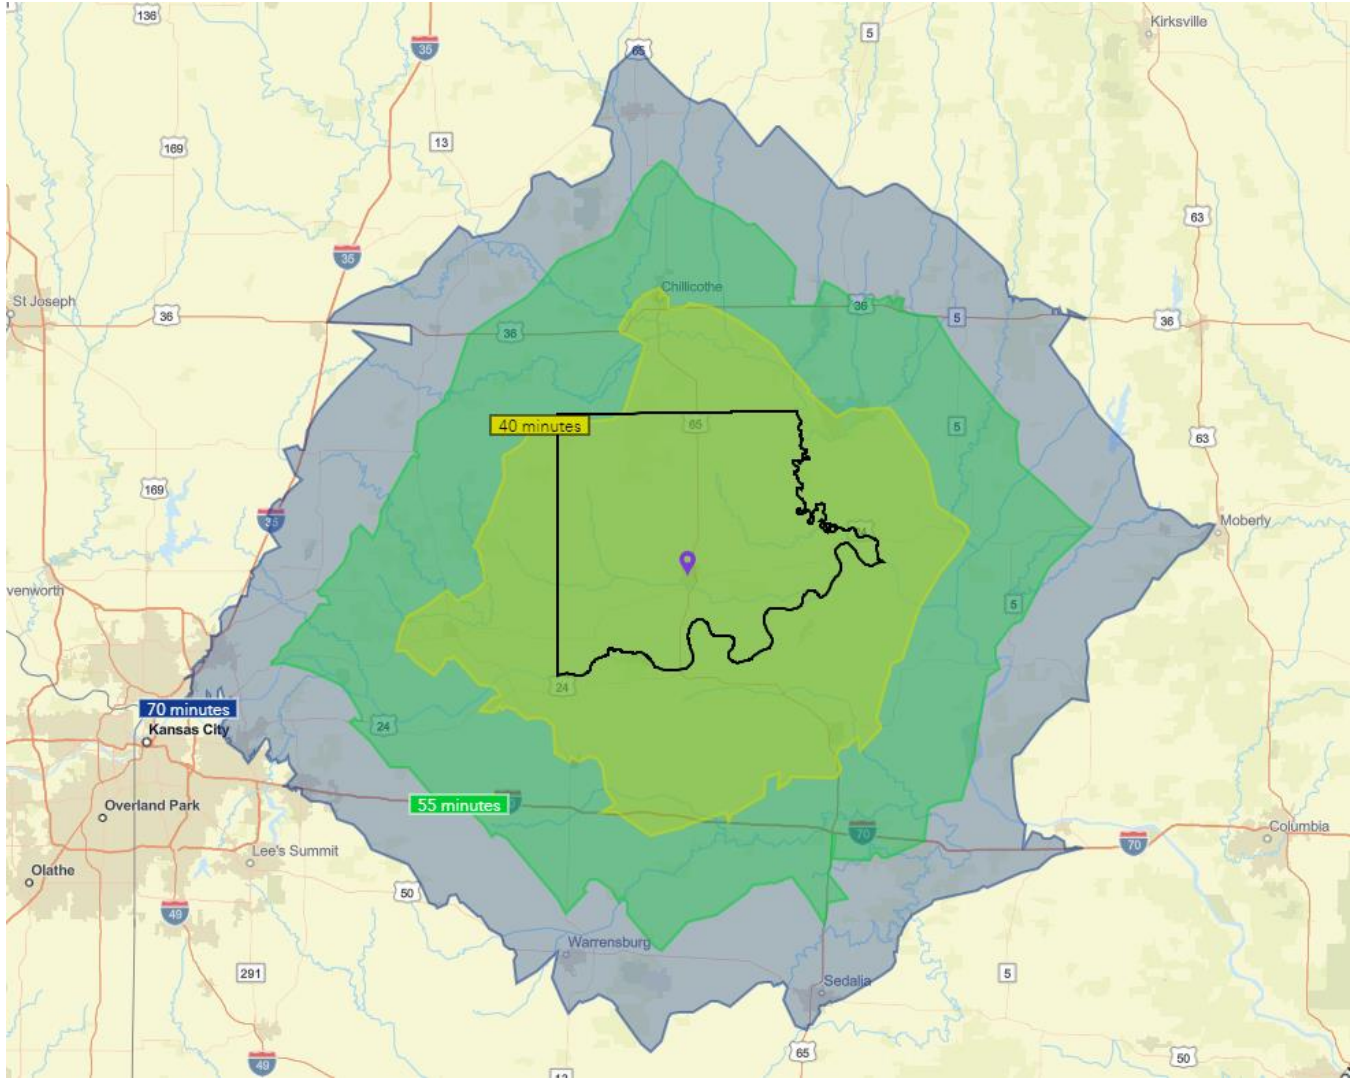 136
Kirksville
65
5
35
13
169
63
35
Chillicothe
St Joseph
36
36
5
36
36
40 minutes
65
5
63
169
35
Moberly
venworth
5
24
70 minutes
Kansas City
24
55 minutes
Overland Park
70
Columbia
70
Lee's Summit
Olathe
50
49
Warrensburg
291
Sedalia
5
65
50
49
13